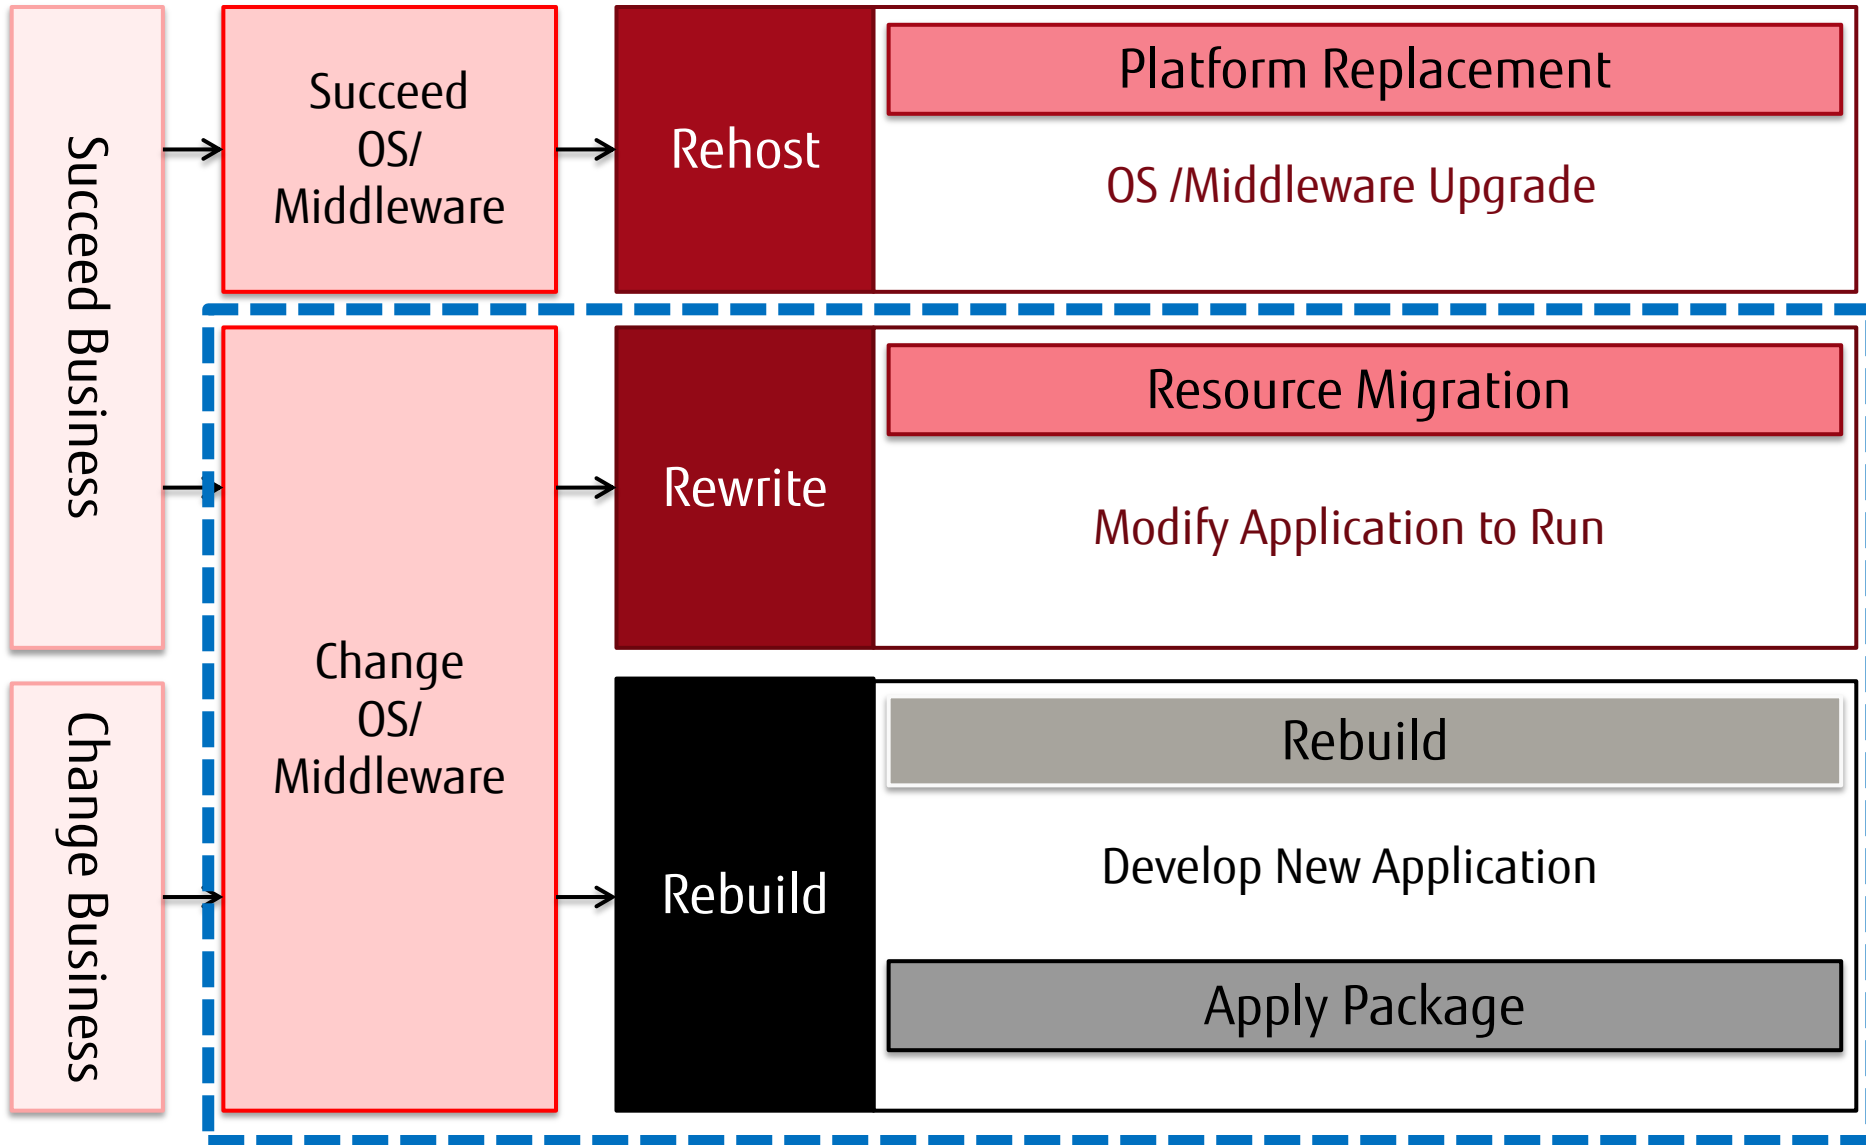 Succeed Business
Succeed
OS/
Middleware
Rehost
Platform Replacement
OS /Middleware Upgrade
Change
OS/
Middleware
Rewrite
Resource Migration
Modify Application to Run
Change Business
Rebuild
Rebuild
Develop New Application
Apply Package